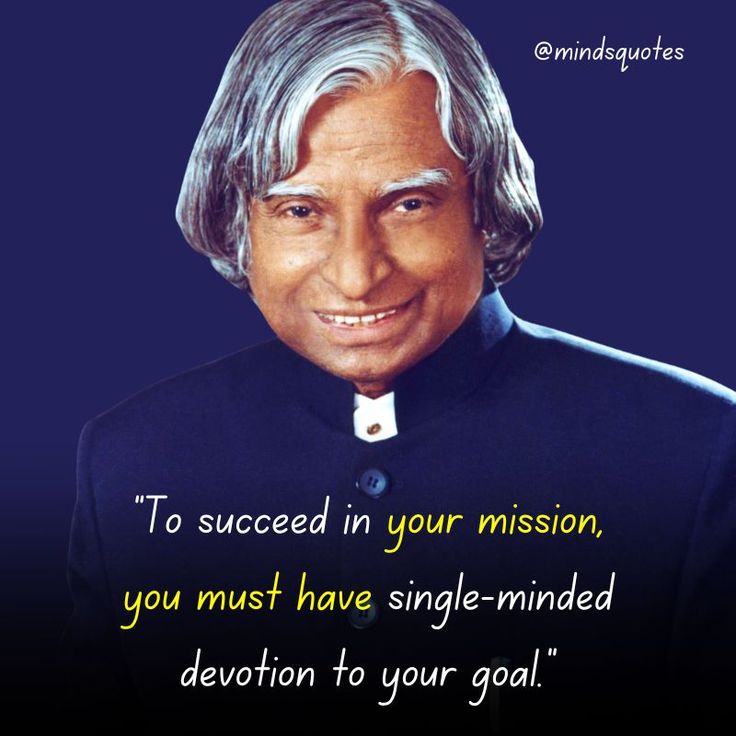 @mindsquotes
"To succeed in your mission,
you must have single-minded
devotion to your goal."